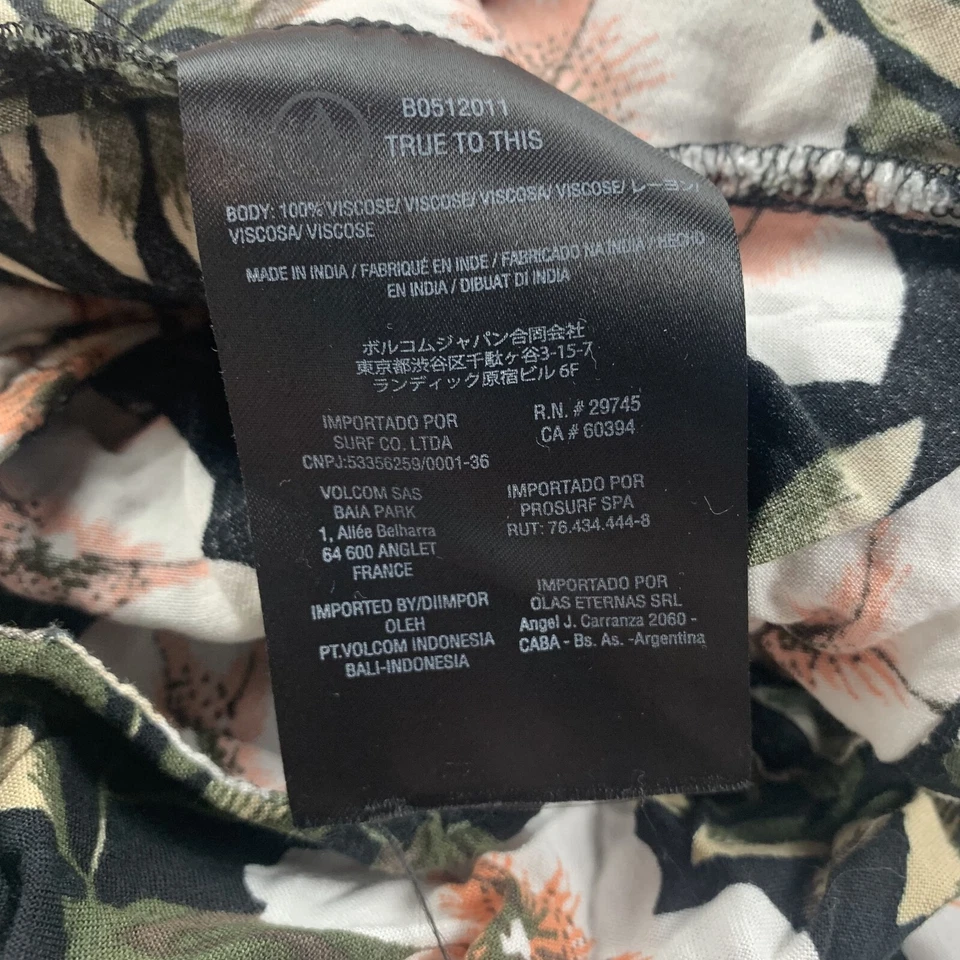 B0512011
TRUE TO THIS
BODY: 100% VISCOSE/ VISCOSE/ VISCOSA/ VISCOSE/ レーヨン/
VISCOSA/ VISCOSE
MADE IN INDIA / FABRIQUÉ EN INDE / FABRICADO NA INDIA / HECHO
EN INDIA / DIBUAT DI INDIA
ボルコムジャパン合同会社
東京都渋谷区千駄ヶ谷3-15-7
ランディック原宿ビル 6F
IMPORTADO POR
SURF CO. LTDA
CNPJ:53356259/0001-36
R.N. # 29745
CA # 60394
VOLCOM SAS
BAIA PARK
1, Allée Belharra
64 600 ANGLET
FRANCE
IMPORTADO POR
PROSURF SPA
RUT: 76.434.444-8
IMPORTED BY/DIIMPOR
OLEH
PT.VOLCOM INDONESIA
BALI-INDONESIA
IMPORTADO POR
OLAS ETERNAS SRL
Angel J. Carranza 2060 -
CABA - Bs. As. -Argentina